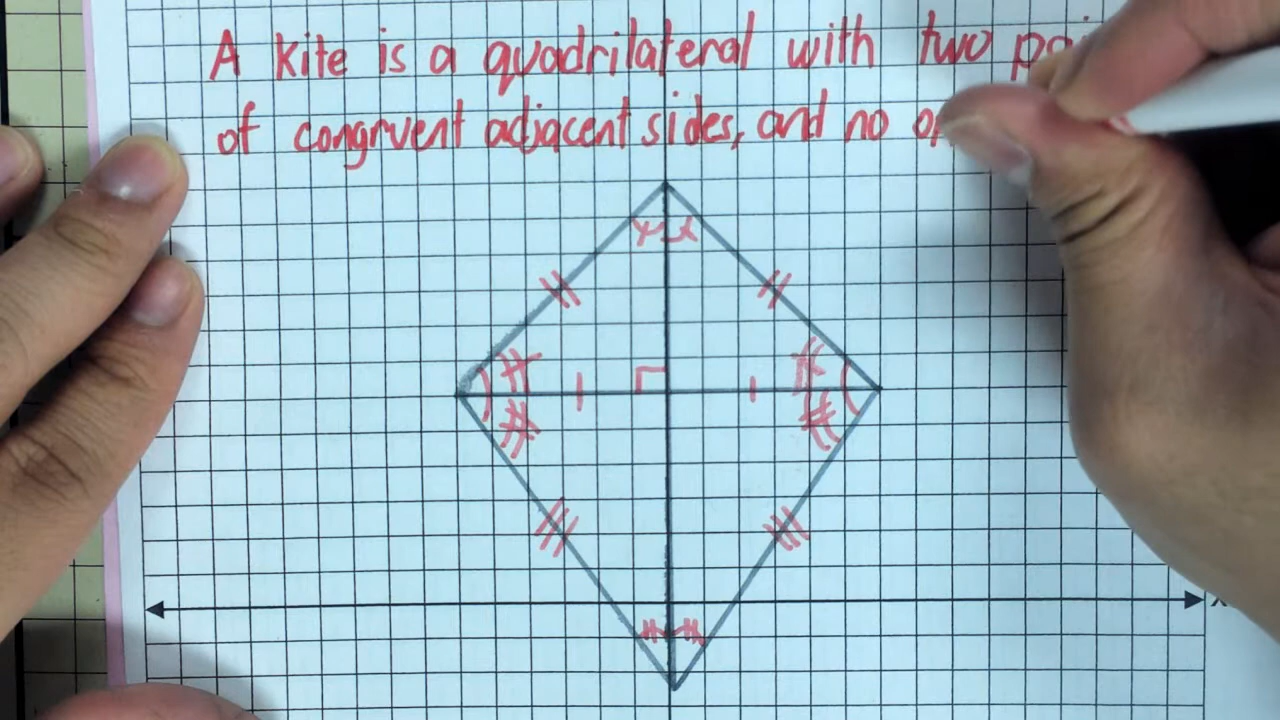 A kite is a quadrilateral with two
of congruent adjacent sides, and no
x